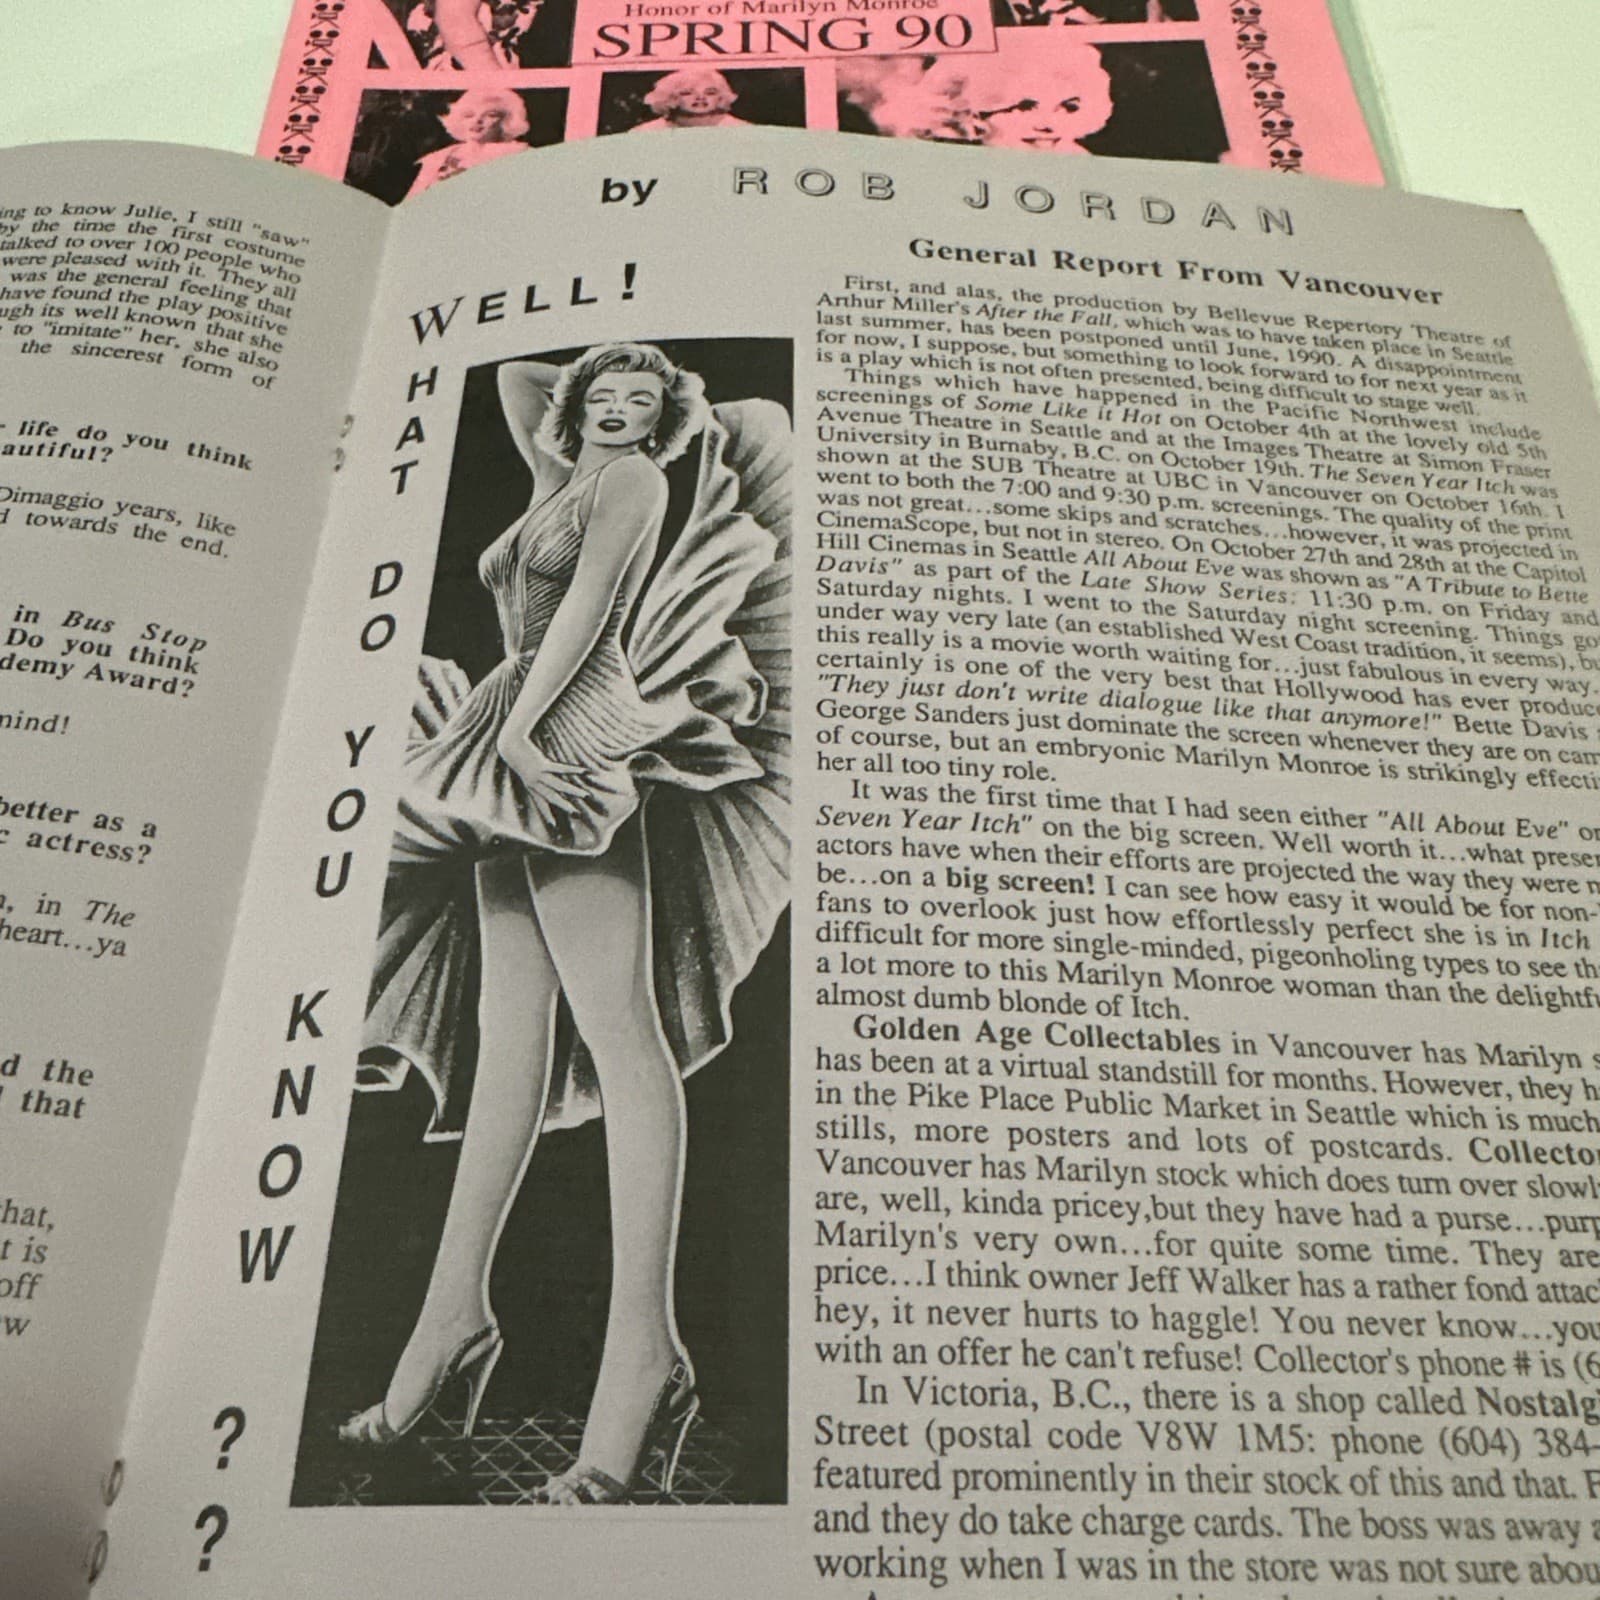 Honor of Marilyn Monroe
SPRING 90
ing to know Julie, I still "saw"
by the time the first costume
talked to over 100 people who
were pleased with it. They all
was the general feeling that
have found the play positive
ugh its well known that she
to "imitate" her, she also
the sincerest form of
life do you think
autiful?
Dimaggio years, like
d towards the end.
in Bus Stop
Do you think
demy Award?
mind!
better as a
c actress?
, in The
heart...ya
d the
that
hat,
t is
off
w
by ROB JORDAN
WELL!
WHAT
DO
YOU
KNOW
?
?
General Report From Vancouver
First, and alas, the production by Bellevue Repertory Theatre of
Arthur Miller's After the Fall, which was to have taken place in Seattle
last summer, has been postponed until June, 1990. A disappointment
for now, I suppose, but something to look forward to for next year as it
is a play which is not often presented, being difficult to stage well.
Things which have happened in the Pacific Northwest include
screenings of Some Like it Hot on October 4th at the lovely old 5th
Avenue Theatre in Seattle and at the Images Theatre at Simon Fraser
University in Burnaby, B.C. on October 19th. The Seven Year Itch was
shown at the SUB Theatre at UBC in Vancouver on October 16th. I
went to both the 7:00 and 9:30 p.m. screenings. The quality of the print
was not great...some skips and scratches...however, it was projected in
CinemaScope, but not in stereo. On October 27th and 28th at the Capitol
Hill Cinemas in Seattle All About Eve was shown as "A Tribute to Bette
Davis" as part of the Late Show Series: 11:30 p.m. on Friday and
Saturday nights. I went to the Saturday night screening. Things go
under way very late (an established West Coast tradition, it seems), bu
this really is a movie worth waiting for...just fabulous in every way.
certainly is one of the very best that Hollywood has ever produce
"They just don't write dialogue like that anymore!" Bette Davis
George Sanders just dominate the screen whenever they are on cam
of course, but an embryonic Marilyn Monroe is strikingly effecti
her all too tiny role.
It was the first time that I had seen either "All About Eve" or
Seven Year Itch" on the big screen. Well worth it...what presen
actors have when their efforts are projected the way they were m
be...on a big screen! I can see how easy it would be for non-
fans to overlook just how effortlessly perfect she is in Itch
difficult for more single-minded, pigeonholing types to see th
a lot more to this Marilyn Monroe woman than the delightfu
almost dumb blonde of Itch.
Golden Age Collectables in Vancouver has Marilyn s
has been at a virtual standstill for months. However, they h
in the Pike Place Public Market in Seattle which is much
stills, more posters and lots of postcards. Collector
Vancouver has Marilyn stock which does turn over slowl
are, well, kinda pricey,but they have had a purse...purp
Marilyn's very own...for quite some time. They are
price...I think owner Jeff Walker has a rather fond attac
hey, it never hurts to haggle! You never know...you
with an offer he can't refuse! Collector's phone # is (6
In Victoria, B.C., there is a shop called Nostalgi
Street (postal code V8W 1M5: phone (604) 384-
featured prominently in their stock of this and that. F
and they do take charge cards. The boss was away a
working when I was in the store was not sure abou